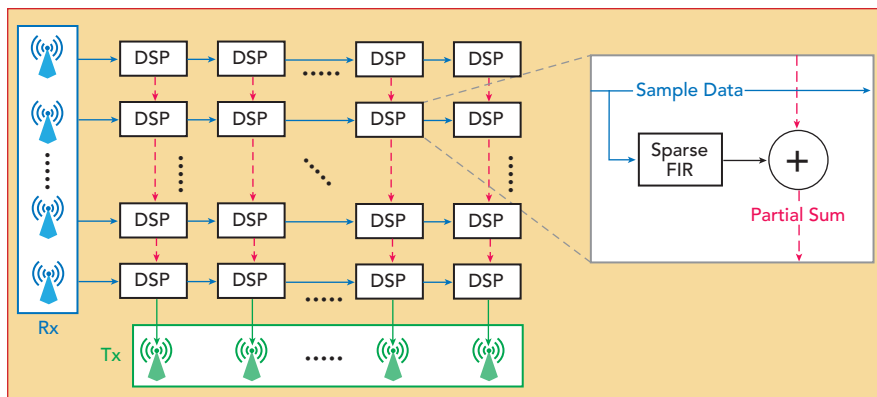 DSP DSP DSP DSP
DSP DSP DSP DSP
DSP DSP DSP DSP
DSP DSP DSP DSP
Rx
Tx
Sample Data
Sparse
FIR
+
Partial Sum